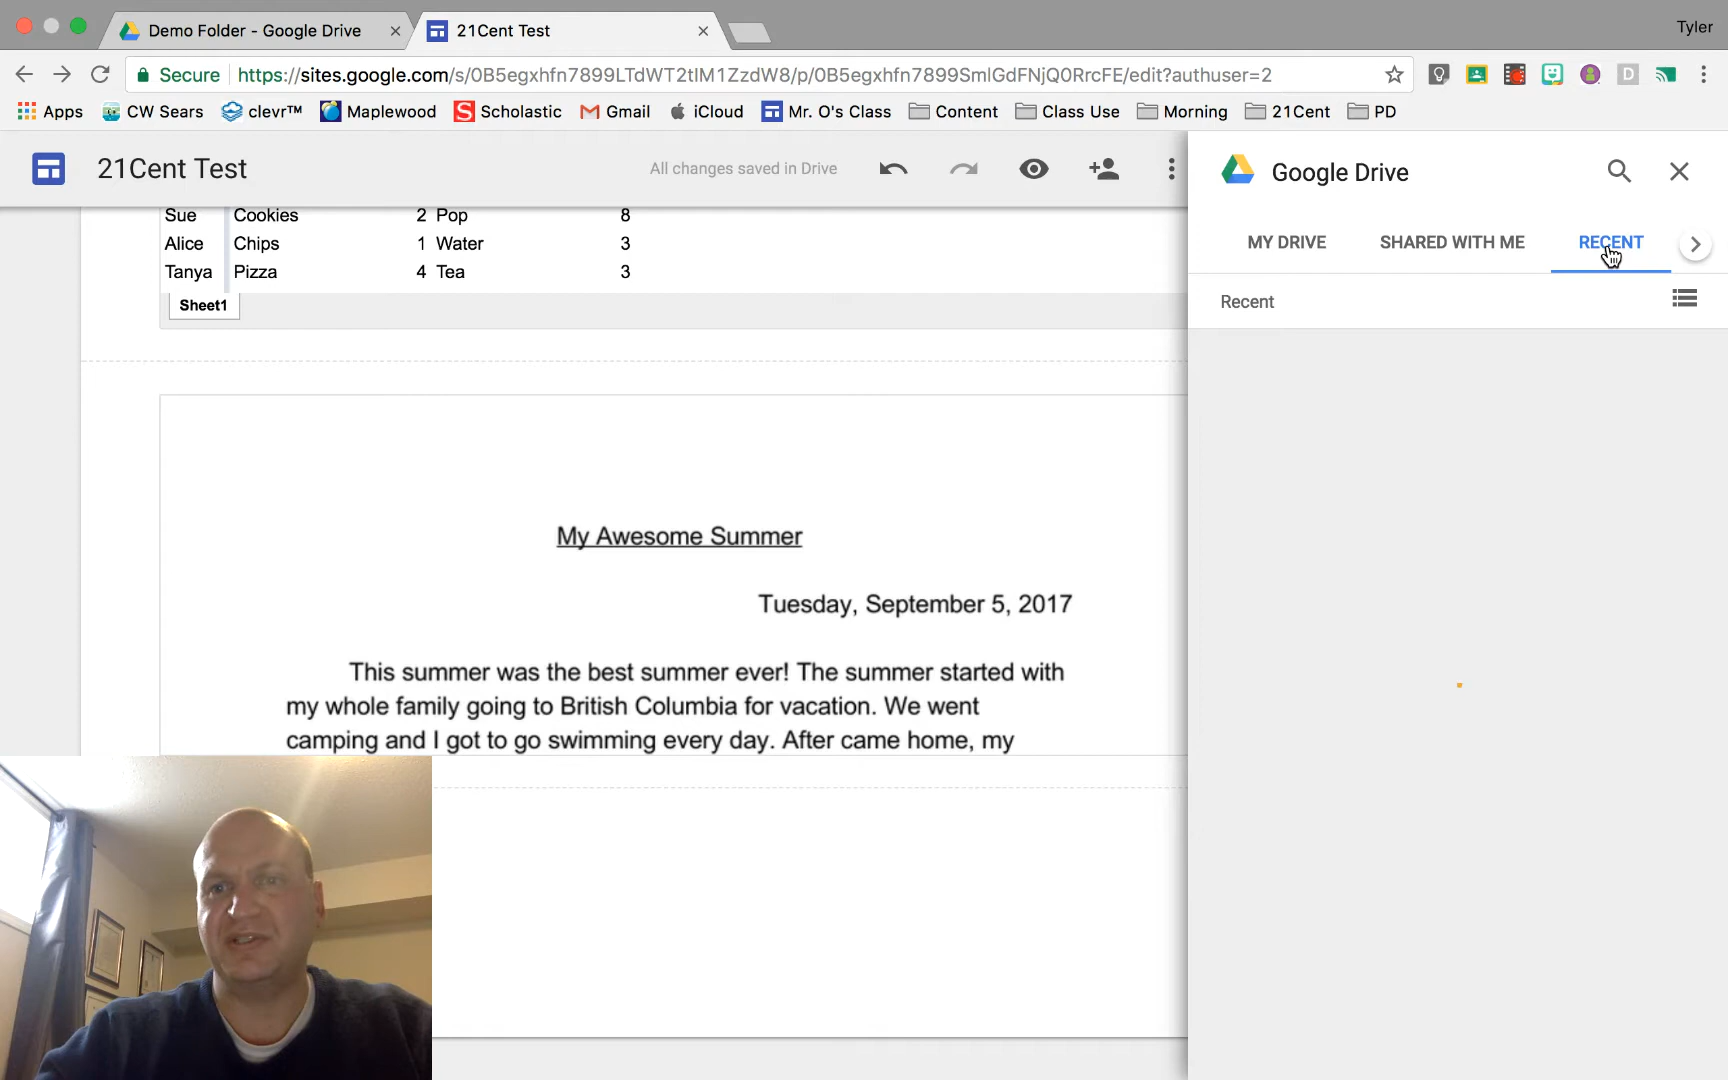 Demo Folder - Google Drive
21Cent Test
Tyler
Secure
https://sites.google.com/s/0B5egxhfn7899LTdWT2tIM1ZzdW8/p/0B5egxhfn7899SmlGdFNjQ0RrcFE/edit?authuser=2
D
Apps
CW Sears
clevr™
Maplewood
S Scholastic
Gmail
iCloud
Mr. O's Class
Content
Class Use
Morning
21Cent
PD
21Cent Test
All changes saved in Drive
Google Drive
MY DRIVE
SHARED WITH ME
RECENT
Recent
Sue Cookies 2 Pop 8
Alice Chips 1 Water 3
Tanya Pizza 4 Tea 3
Sheet1
My Awesome Summer
Tuesday, September 5, 2017
This summer was the best summer ever! The summer started with
my whole family going to British Columbia for vacation. We went
camping and I got to go swimming every day. After came home, my